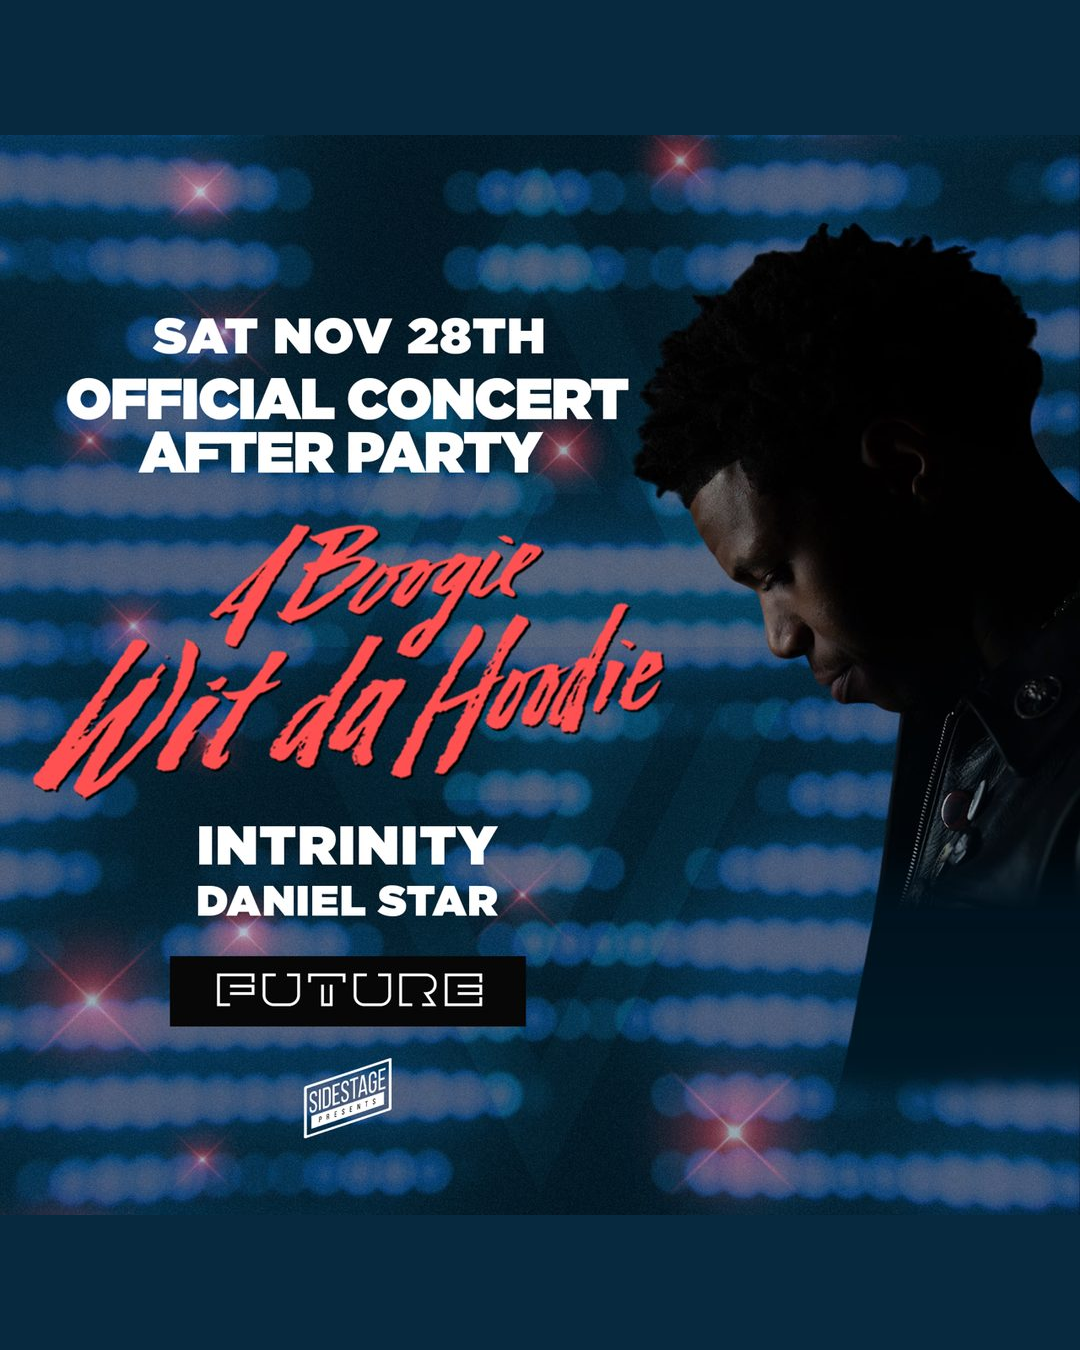 SAT NOV 28TH
OFFICIAL CONCERT
AFTER PARTY
A Boogie
Wit da Hoodie
INTRINITY
DANIEL STAR
FUTURE
SIDESTAGE
PRESENTS